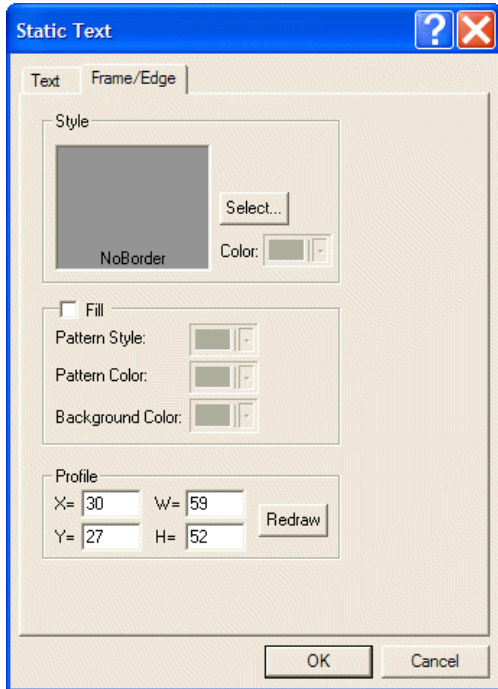 Static Text
Text Frame/Edge
Style
NoBorder
Select...
Color:
Fill
Pattern Style:
Pattern Color:
Background Color:
Profile
X= 30 W= 59
Y= 27 H= 52
Redraw
OK Cancel